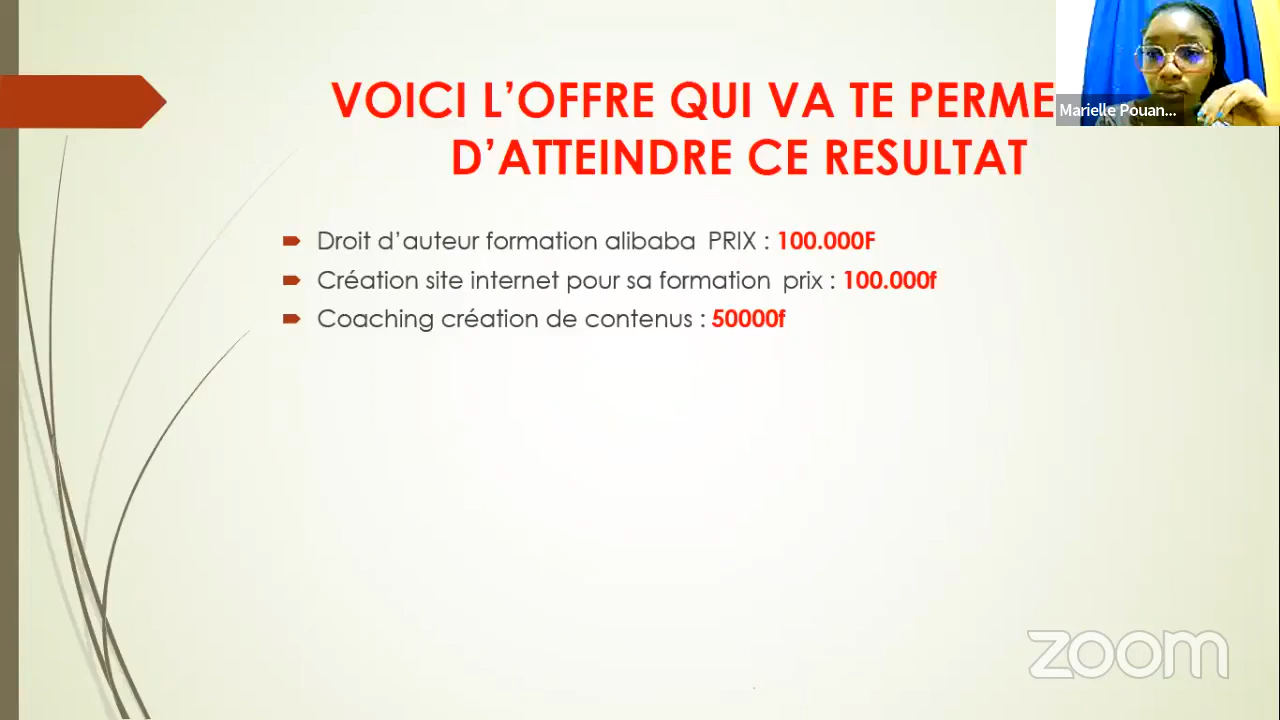 VOICI L’OFFRE QUI VA TE PERME
D’ATTEINDRE CE RESULTAT
Marielle Pouan...
Droit d’auteur formation alibaba PRIX : 100.000F
Création site internet pour sa formation prix : 100.000f
Coaching création de contenus : 50000f
zoom